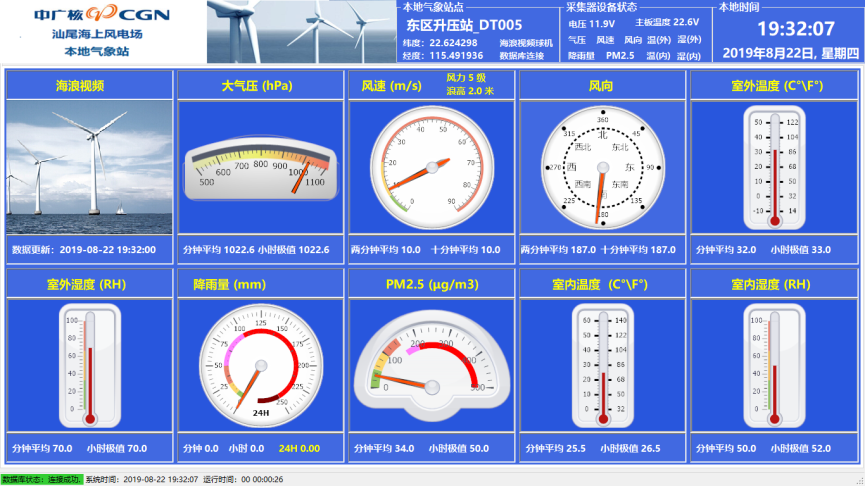 中广核 CGN
汕尾海上风电场
本地气象站
本地气象站点
东区升压站_DT005
纬度: 22.624298 海浪视频球机
经度: 115.491936 数据库连接
采集器设备状态
电压 11.9V 主板温度 22.6V
气压 风速 风向 温(外) 湿(外)
降雨量 PM2.5 温(内) 湿(内)
本地时间
19:32:07
2019年8月22日, 星期四
海浪视频
大气压 (hPa)
风速 (m/s)
风力 5 级
浪高 2.0 米
风向
室外温度 (C°\F°)
500 600 700 800 900 1000 1100
0 10 20 30 40 50 60 70 80 90
360 45 90 135 180 225 270 315
北 东北 东 东南 南 西南 西 西北
50 122
40 104
30 86
20 68
10 50
0 32
-10 14
数据更新: 2019-08-22 19:32:00
分钟平均 1022.6 小时极值 1022.6
两分钟平均 10.0 十分钟平均 10.0
两分钟平均 187.0 十分钟平均 187.0
分钟平均 32.0 小时极值 33.0
室外湿度 (RH)
降雨量 (mm)
PM2.5 (μg/m3)
室内温度 (C°\F°)
室内湿度 (RH)
100
80
60
40
20
0
25 50 75 100 125 150 175 200 225 250
24H
0 100 200 300
60 140
50 122
40 104
30 86
20 68
10 50
0 32
100
80
60
40
20
0
分钟平均 70.0 小时极值 70.0
分钟 0.0 小时 0.0 24H 0.00
分钟平均 34.0 小时极值 50.0
分钟平均 25.5 小时极值 26.5
分钟平均 50.0 小时极值 52.0
数据库状态: 连接成功. 系统时间: 2019-08-22 19:32:07 运行时间: 00 00:00:26